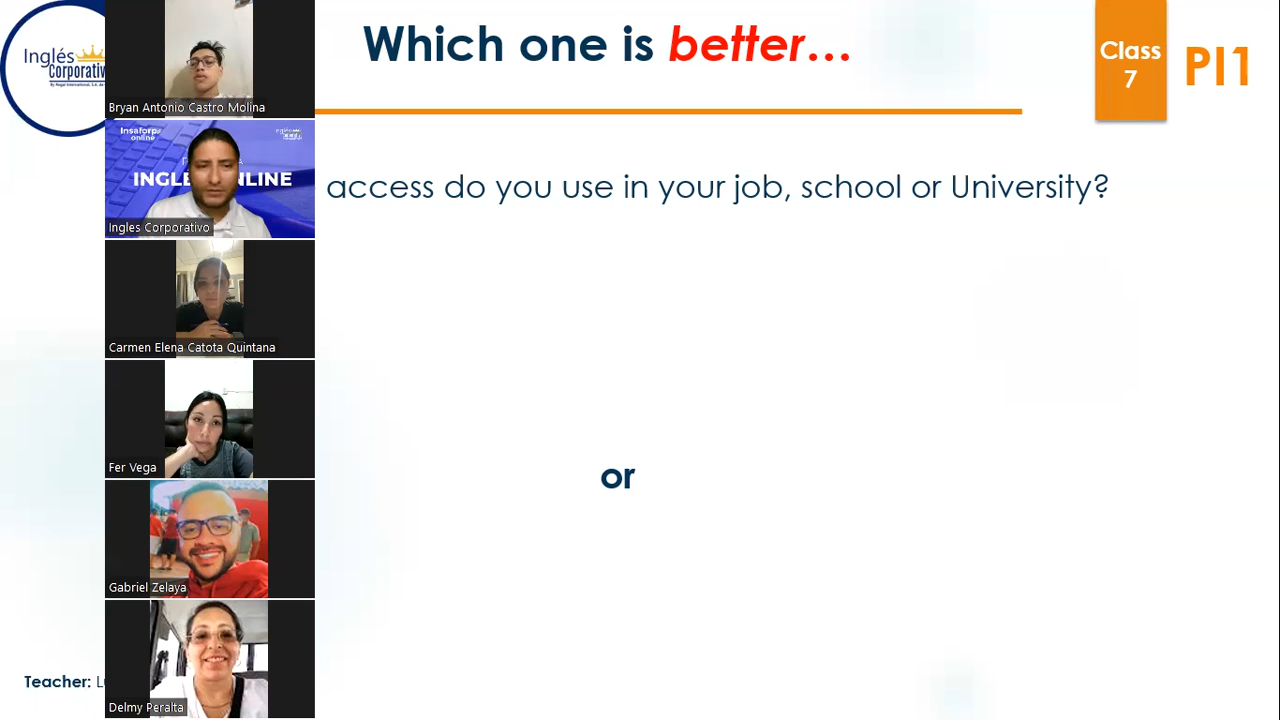 Inglés
Corporativ
By Regal International, S.A. de
Which one is better...
Class
7
PI1
Bryan Antonio Castro Molina
Insaforp
online
INGLE NLINE
Ingles Corporativo
access do you use in your job, school or University?
Carmen Elena Catota Quintana
Fer Vega
or
Gabriel Zelaya
Teacher: L
Delmy Peralta